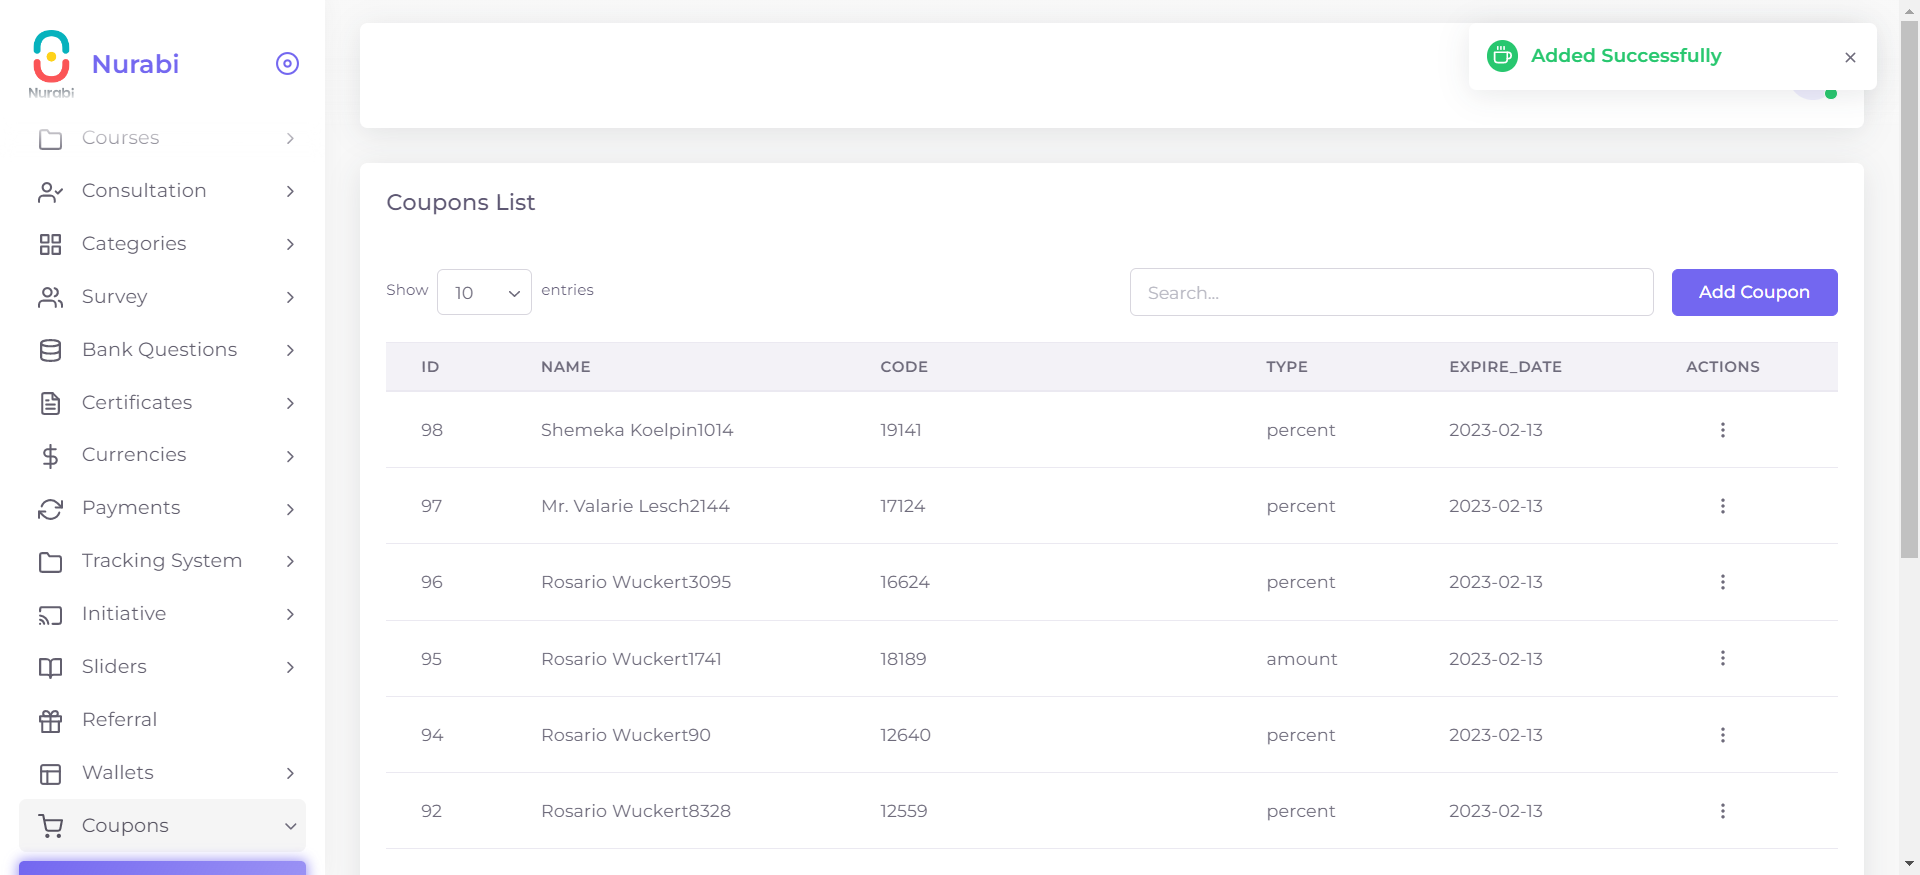 Nurabi
Nurabi
Courses
Consultation
Categories
Survey
Bank Questions
Certificates
Currencies
Payments
Tracking System
Initiative
Sliders
Referral
Wallets
Coupons
Added Successfully
Coupons List
Show 10 entries
Search...
Add Coupon
ID NAME CODE TYPE EXPIRE_DATE ACTIONS
98 Shemeka Koelpin1014 19141 percent 2023-02-13
97 Mr. Valarie Lesch2144 17124 percent 2023-02-13
96 Rosario Wuckert3095 16624 percent 2023-02-13
95 Rosario Wuckert1741 18189 amount 2023-02-13
94 Rosario Wuckert90 12640 percent 2023-02-13
92 Rosario Wuckert8328 12559 percent 2023-02-13